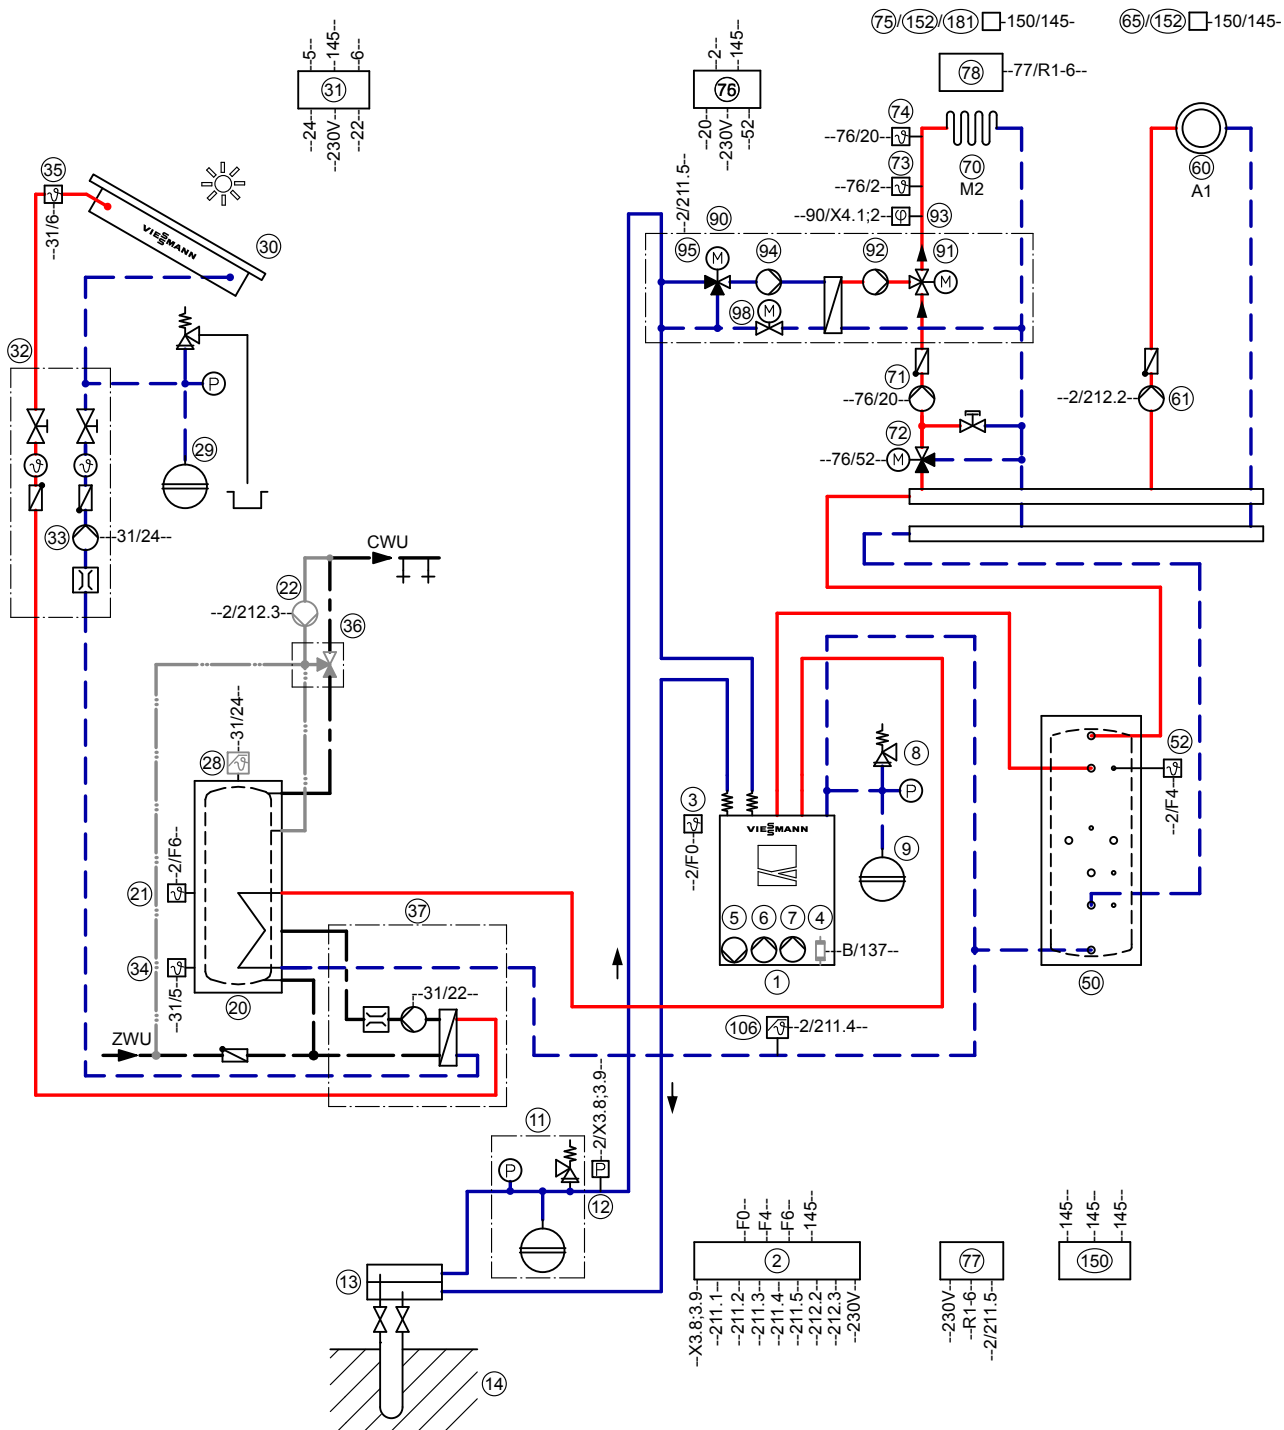 75/152/181 -150/145-
65/152 -150/145-
--5--
-145--
--6--
31
--24--
--230V--
--22--
--2--
145--
76
--20--
--230V--
--52--
78
--77/R1-6--
74
--76/20--
73
--76/2--
70
M2
60
A1
--90/X4.1;2--
93
35
--31/6--
VIESSMANN
30
--2/211.5--
90
95
M
94
92
91
M
98
M
32
P
29
33
---31/24--
71
--76/20--
72
--76/52--
M
--2/212.2--
61
CWU
22
--2/212.3--
36
-31/24--
28
21
--2/F6--
34
--31/5--
20
ZWU
37
--31/22--
3
--2/F0--
8
P
9
VIESSMANN
5
6
7
4
---B/137--
1
52
--2/F4--
50
106
--2/211.4--
11
P
P
--2/X3.8;3.9--
12
13
14
--F0--
--F4--
--F6--
--145--
2
--X3.8;3.9
--211.1--
--211.2--
--211.3--
--211.4--
--211.5--
--212.2--
--212.3--
--230V--
77
--230V--
--R1-6--
--2/211.5--
-145--
-145--
-145--
150